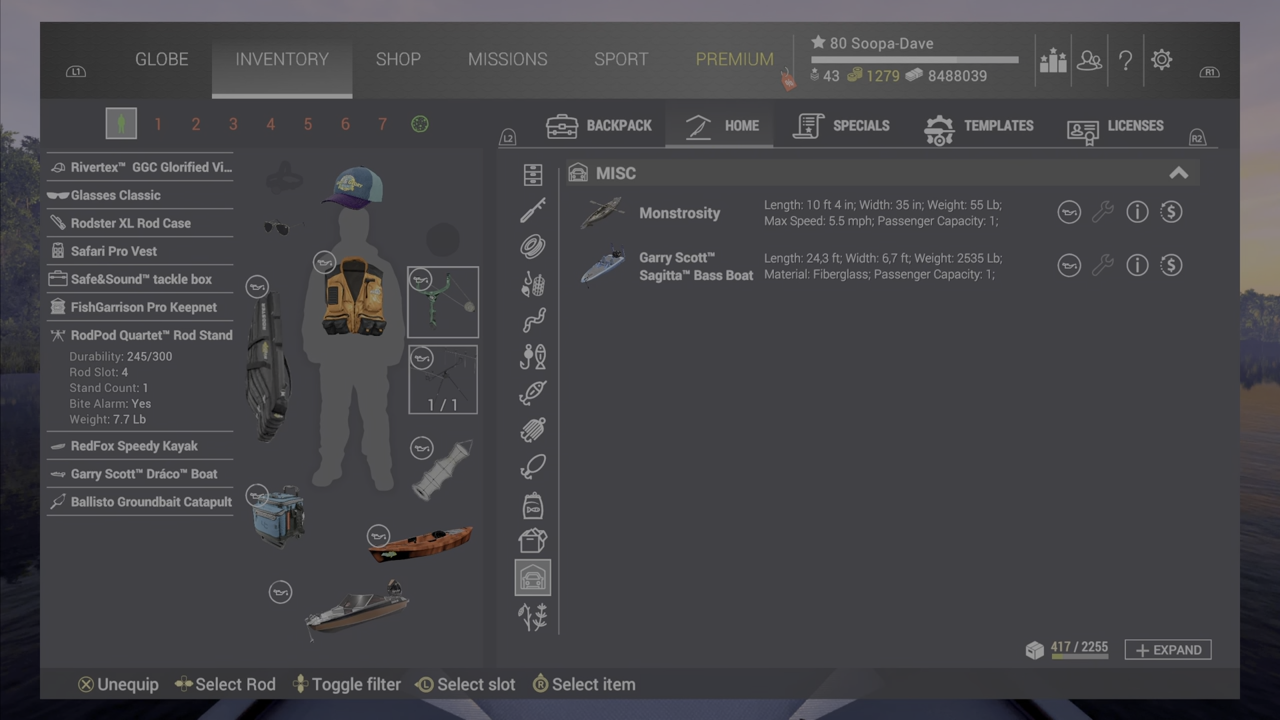 L1
GLOBE
INVENTORY
SHOP
MISSIONS
SPORT
PREMIUM
80 Soopa-Dave
43 1279 8488039
R1
1 2 3 4 5 6 7
L2
BACKPACK
HOME
SPECIALS
TEMPLATES
LICENSES
R2
Rivertex™ GGC Glorified Vi...
Glasses Classic
Rodster XL Rod Case
Safari Pro Vest
Safe&Sound™ tackle box
FishGarrison Pro Keepnet
RodPod Quartet™ Rod Stand
Durability: 245/300
Rod Slot: 4
Stand Count: 1
Bite Alarm: Yes
Weight: 7.7 Lb
RedFox Speedy Kayak
Garry Scott™ Dráco™ Boat
Ballisto Groundbait Catapult
1 / 1
MISC
Monstrosity
Length: 10 ft 4 in; Width: 35 in; Weight: 55 Lb;
Max Speed: 5.5 mph; Passenger Capacity: 1;
Garry Scott™
Sagitta™ Bass Boat
Length: 24,3 ft; Width: 6,7 ft; Weight: 2535 Lb;
Material: Fiberglass; Passenger Capacity: 1;
417 / 2255
+ EXPAND
Unequip
Select Rod
Toggle filter
L Select slot
R Select item